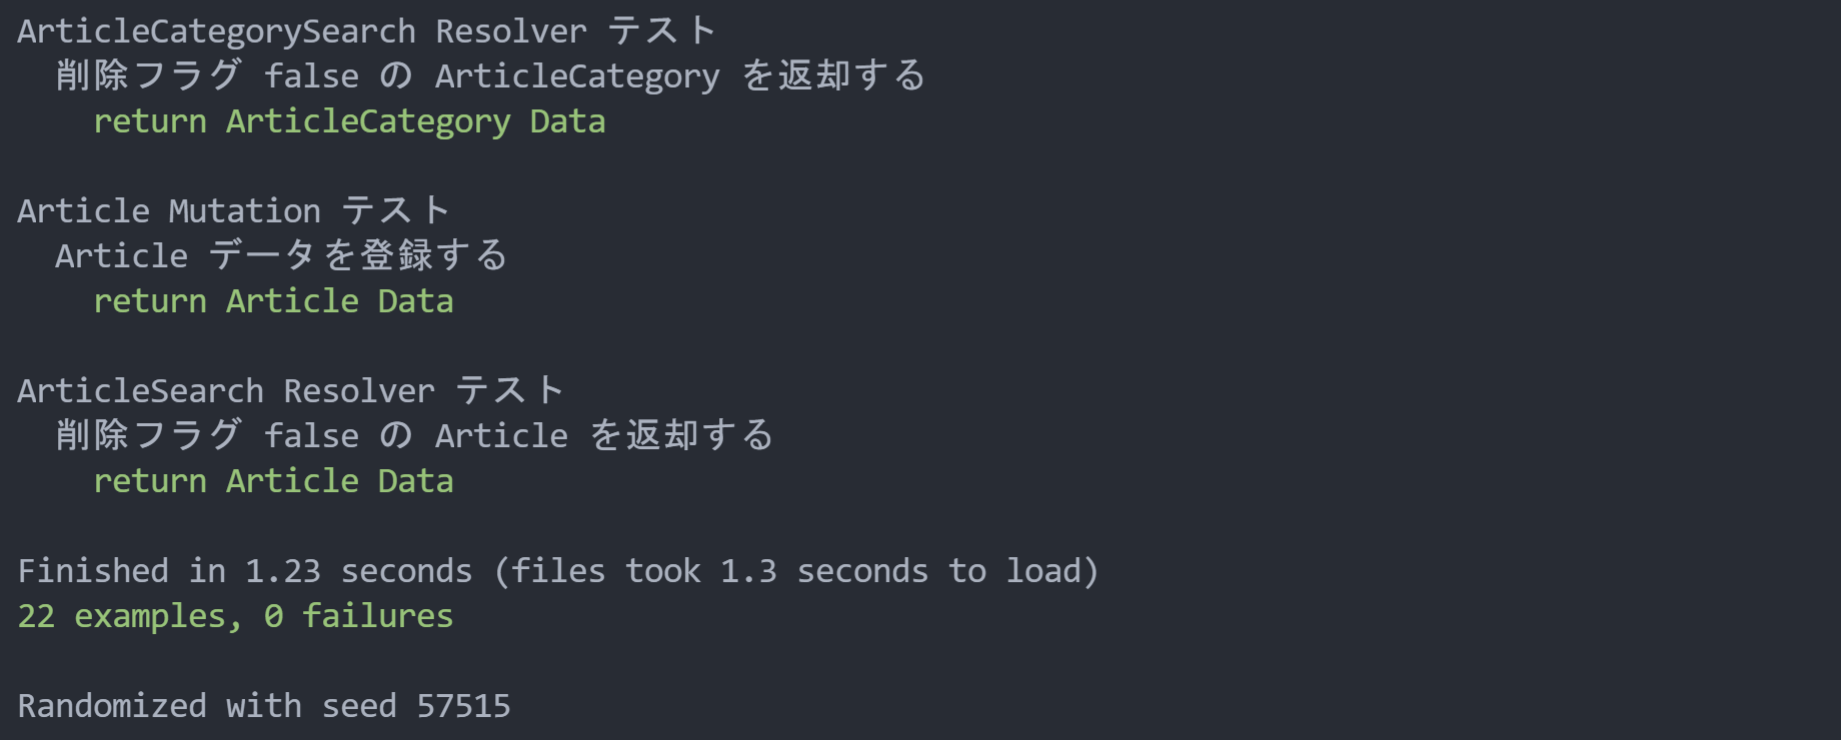 ArticleCategorySearch Resolver テスト
削除フラグ false の ArticleCategory を返却する
return ArticleCategory Data
Article Mutation テスト
Article データを登録する
return Article Data
ArticleSearch Resolver テスト
削除フラグ false の Article を返却する
return Article Data
Finished in 1.23 seconds (files took 1.3 seconds to load)
22 examples, 0 failures
Randomized with seed 57515